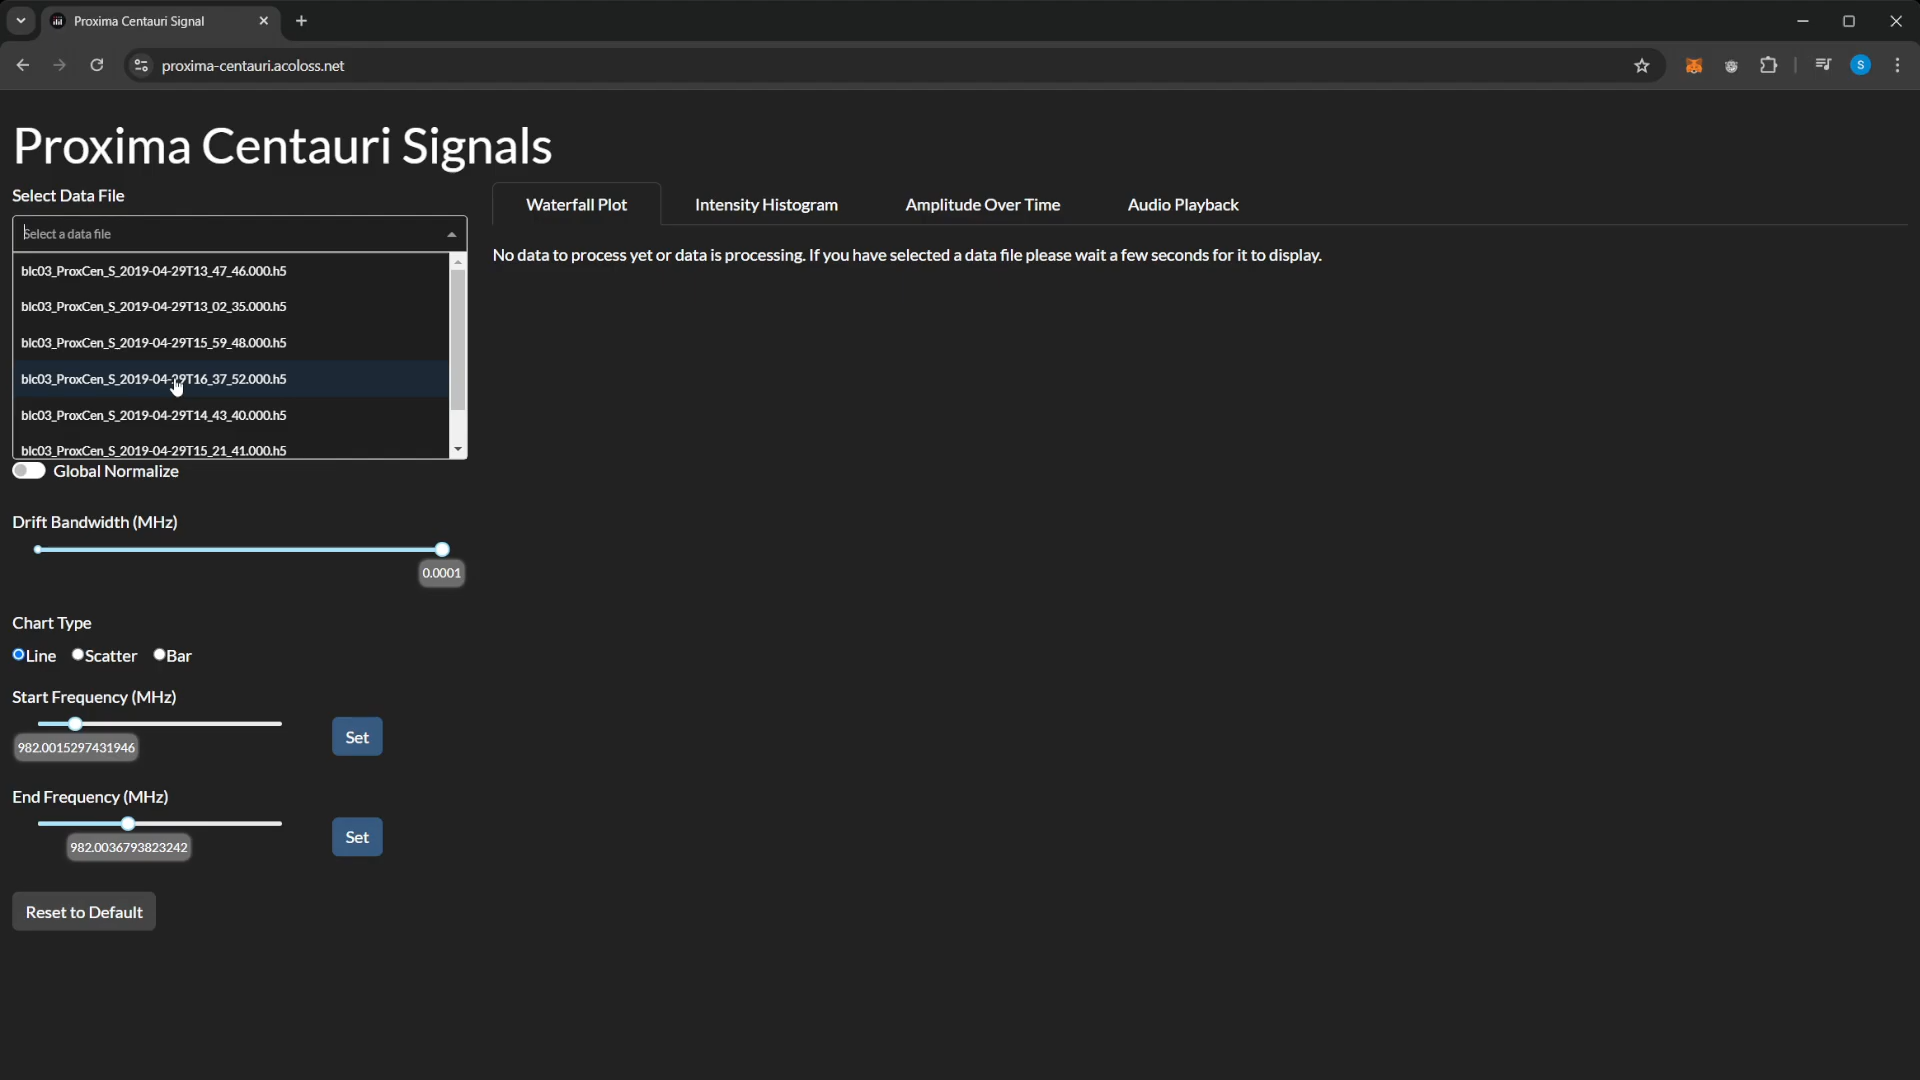 Proxima Centauri Signal
proxima-centauri.acoloss.net
S
Proxima Centauri Signals
Select Data File
Select a data file
blc03_ProxCen_S_2019-04-29T13_47_46.000.h5
blc03_ProxCen_S_2019-04-29T13_02_35.000.h5
blc03_ProxCen_S_2019-04-29T15_59_48.000.h5
blc03_ProxCen_S_2019-04-29T16_37_52.000.h5
blc03_ProxCen_S_2019-04-29T14_43_40.000.h5
blc03_ProxCen_S_2019-04-29T15_21_41.000.h5
Global Normalize
Drift Bandwidth (MHz)
0.0001
Chart Type
Line Scatter Bar
Start Frequency (MHz)
Set
982.0015297431946
End Frequency (MHz)
Set
982.0036793823242
Reset to Default
Waterfall Plot Intensity Histogram Amplitude Over Time Audio Playback
No data to process yet or data is processing. If you have selected a data file please wait a few seconds for it to display.